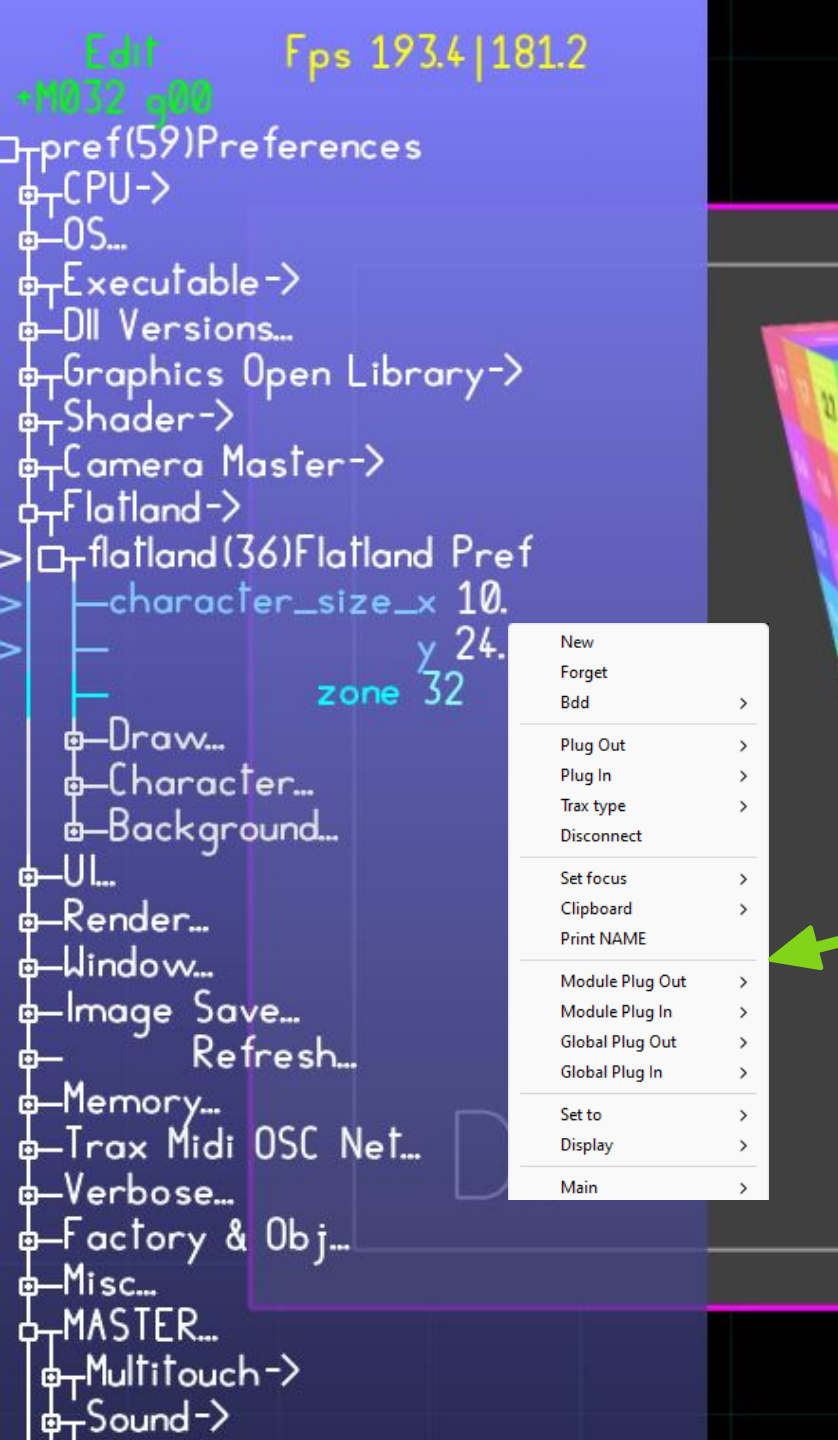 Edit Fps 193.4|181.2
+M032 g00
pref(59)Preferences
CPU->
OS...
Executable->
Dll Versions...
Graphics Open Library->
Shader->
Camera Master->
Flatland->
> flatland(36)Flatland Pref
> character_size_x 10.
> y 24.
zone 32
Draw...
Character...
Background...
UI...
Render...
Window...
Image Save...
Refresh...
Memory...
Trax Midi OSC Net...
Verbose...
Factory & Obj...
Misc...
MASTER...
Multitouch->
Sound->
New
Forget
Bdd >
Plug Out >
Plug In >
Trax type >
Disconnect
Set focus >
Clipboard >
Print NAME
Module Plug Out >
Module Plug In >
Global Plug Out >
Global Plug In >
Set to >
Display >
Main >
D